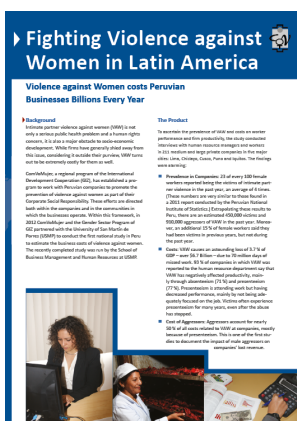 Fighting Violence against
Women in Latin America
Violence against Women costs Peruvian
Businesses Billions Every Year
Background
Intimate partner violence against women (VAW) is not
only a serious public health problem and a human rights
concern, it is also a major obstacle to socio-economic
development. While firms have generally shied away from
this issue, considering it outside their purview, VAW turns
out to be extremely costly for them as well.
ComVoMujer, a regional program of the International
Development Cooperation (GIZ), has established a pro-
gram to work with Peruvian companies to promote the
prevention of violence against women as part of their
Corporate Social Responsibility. These efforts are directed
both within the companies and in the communities in
which the businesses operate. Within this framework, in
2012 ComVoMujer and the Gender Sector Program of
GIZ partnered with the University of San Martin de
Porres (USMP) to conduct the first national study in Peru
to estimate the business costs of violence against women.
The recently completed study was run by the School of
Business Management and Human Resources at USMP.
The Product
To ascertain the prevalence of VAW and costs on worker
performance and firm productivity, the study conducted
interviews with human resource managers and workers
in 211 medium and large private companies in five major
cities: Lima, Chiclayo, Cusco, Piura and Iquitos. The findings
were alarming:
Prevalence in Companies: 23 of every 100 female
workers reported being the victims of intimate part-
ner violence in the past year, an average of 4 times.
(These numbers are very similar to those found in
a 2011 report conducted by the Peruvian National
Institute of Statistics.) Extrapolating these results to
Peru, there are an estimated 450,000 victims and
aggressors of VAW in the past year. Moreo-
ver, an additional 15 % of female workers said they
had been victims in previous years, but not during
the past year.
Costs: VAW causes an astounding loss of 3.7 % of
GDP – over $6.7 Billion – due to 70 million days of
missed work. 93 % of companies in which VAW was
reported to the human resource department say that
VAW has negatively affected productivity, main-
ly through absenteeism (71 %) and presenteeism
(77 %). Presenteeism is attending work but having
decreased performance, mainly by not being ade-
quately focused on the job. Victims often experience
presenteeism for many years, even after the abuse
has stopped.
Cost of Aggressors: Aggressors account for nearly
50 % of all costs related to VAW at companies, mostly
because of presenteeism. This is one of the first stu-
dies to document the impact of male aggressors on
companies' lost revenue.